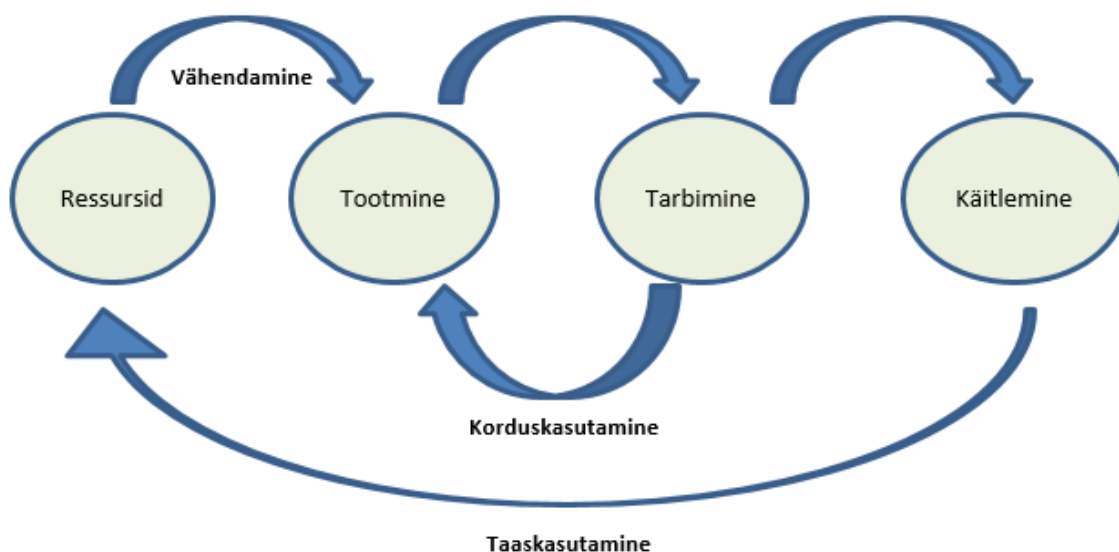 Vähendamine
Ressursid
Tootmine
Tarbimine
Käitlemine
Korduskasutamine
Taaskasutamine